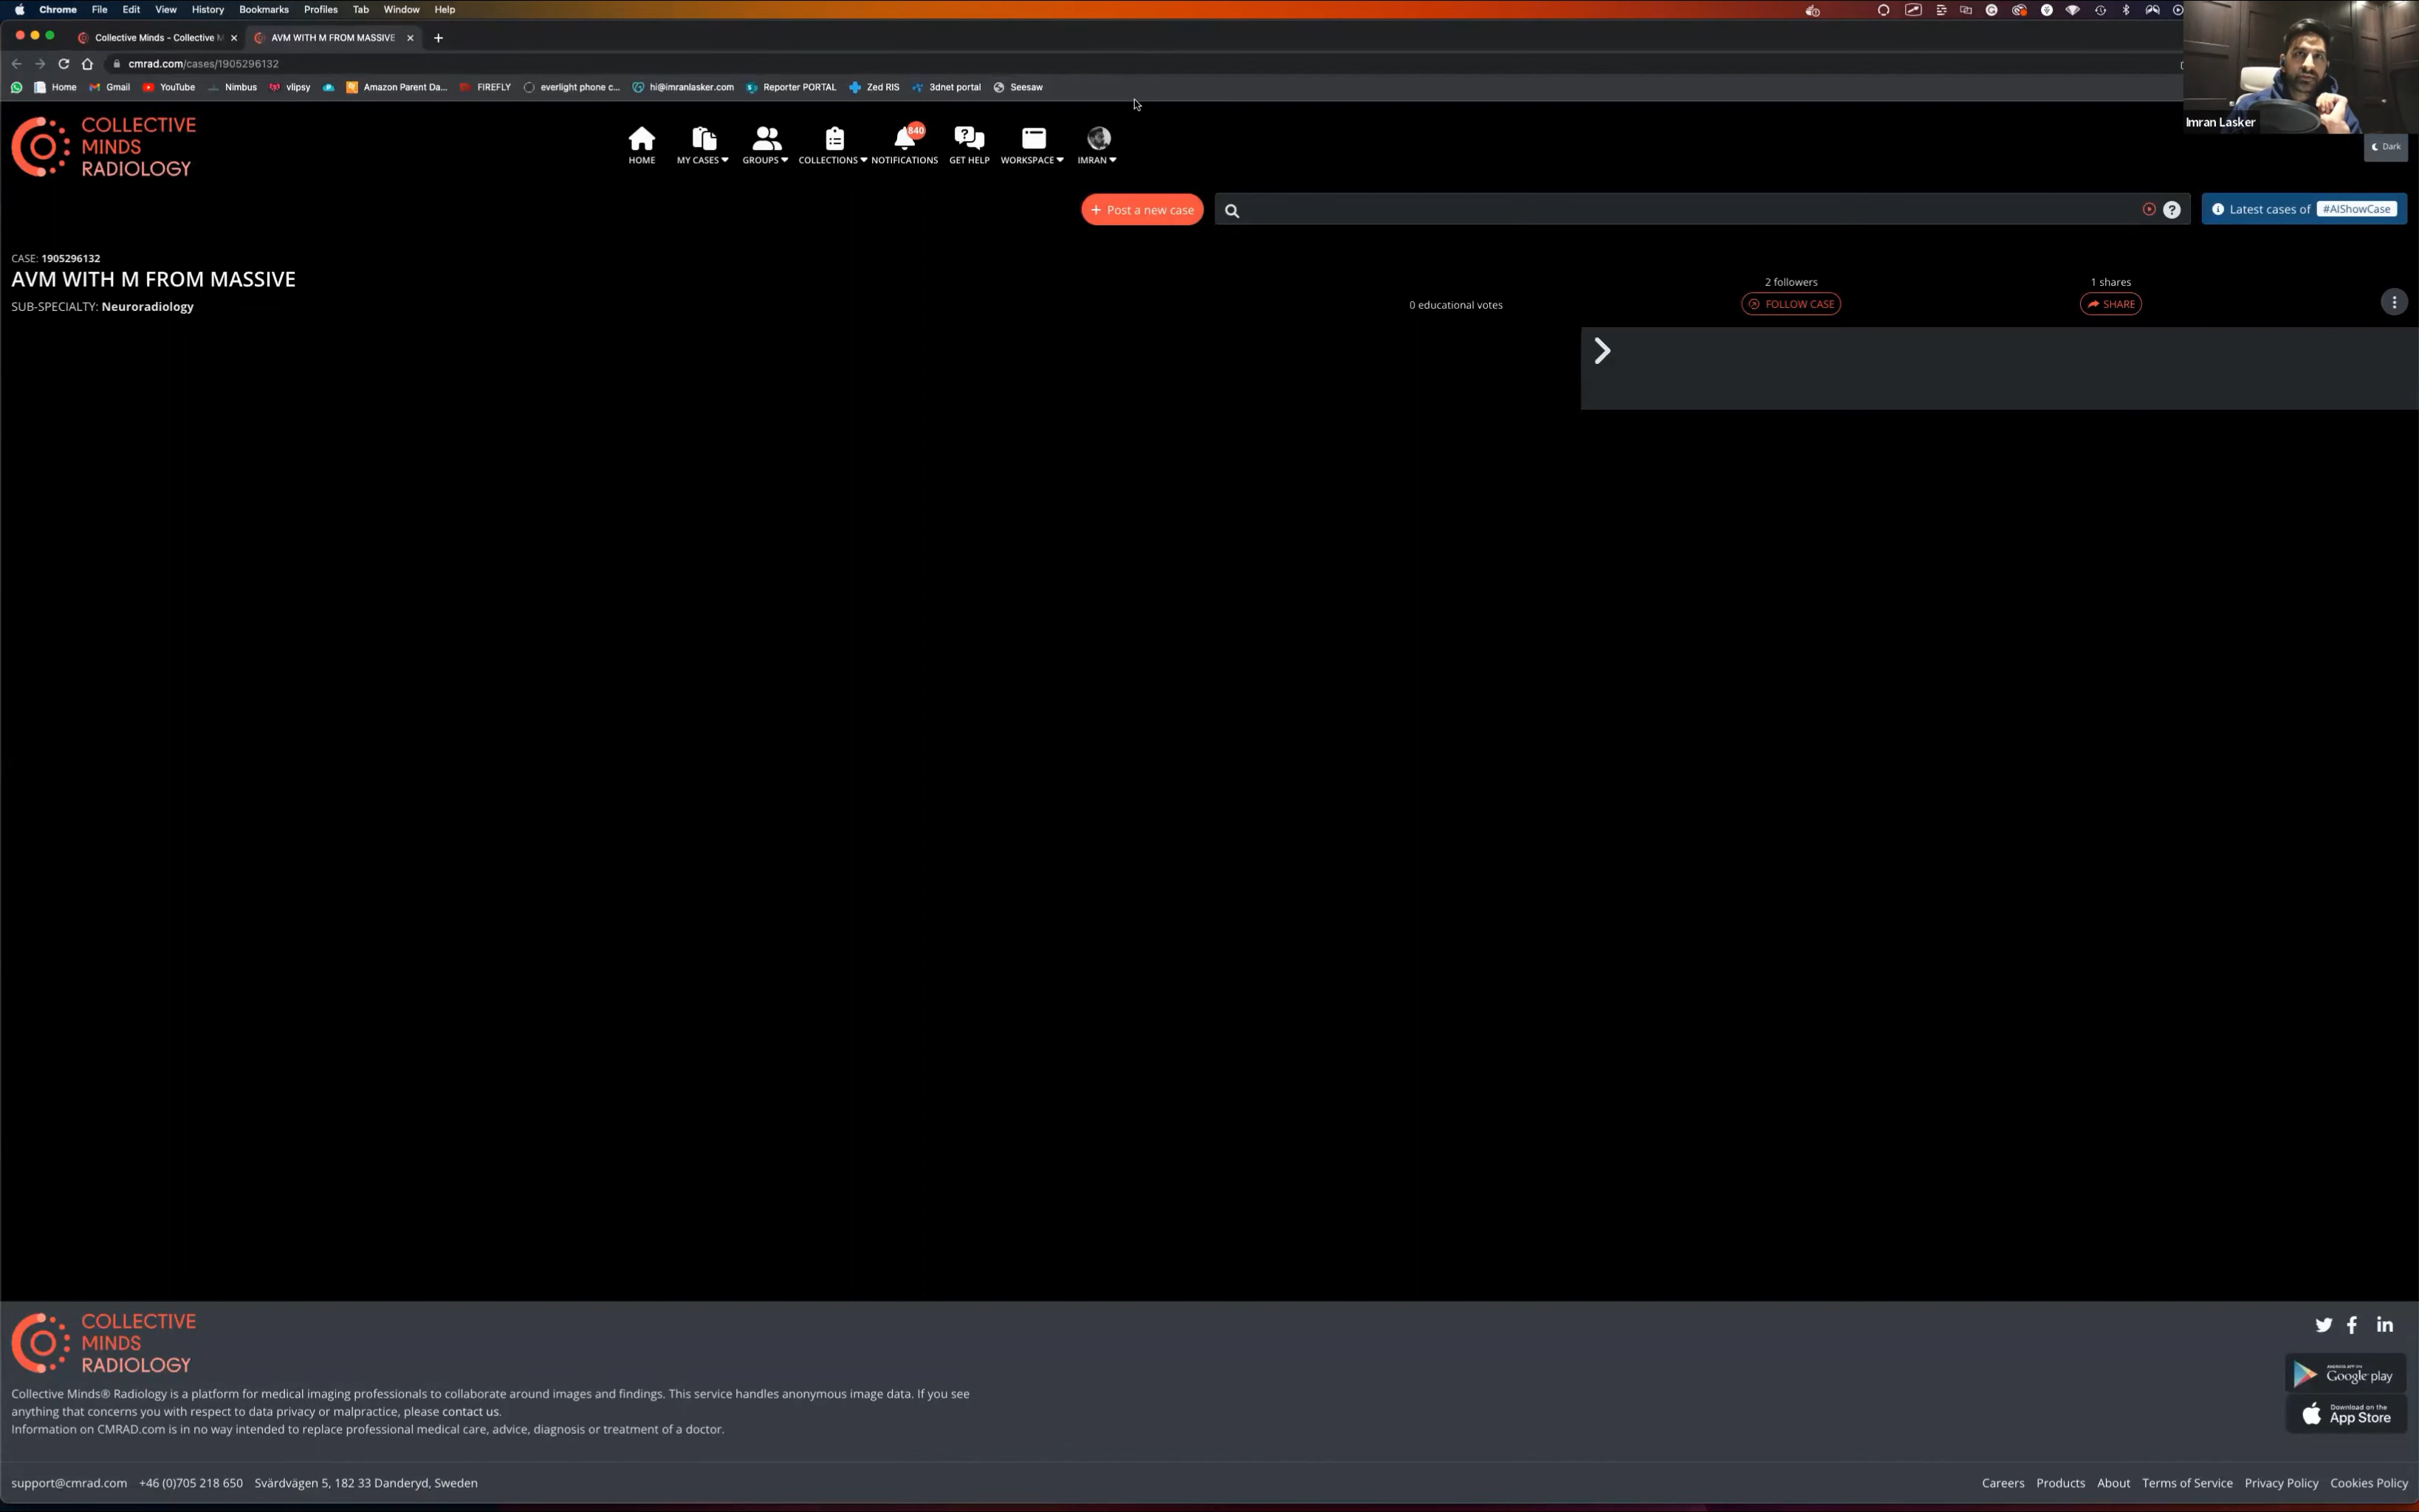 Chrome File Edit View History Bookmarks Profiles Tab Window Help
Collective Minds - Collective M
AVM WITH M FROM MASSIVE
cmrad.com/cases/1905296132
Home Gmail YouTube Nimbus vlipsy Amazon Parent Da... FIREFLY everlight phone c... hi@imranlasker.com Reporter PORTAL Zed RIS 3dnet portal Seesaw
Imran Lasker
COLLECTIVE
MINDS
RADIOLOGY
840
HOME MY CASES GROUPS COLLECTIONS NOTIFICATIONS GET HELP WORKSPACE IMRAN
Dark
+ Post a new case
?
Latest cases of #AIShowCase
CASE: 1905296132
AVM WITH M FROM MASSIVE
SUB-SPECIALTY: Neuroradiology
0 educational votes
2 followers
FOLLOW CASE
1 shares
SHARE
COLLECTIVE
MINDS
RADIOLOGY
Collective Minds® Radiology is a platform for medical imaging professionals to collaborate around images and findings. This service handles anonymous image data. If you see
anything that concerns you with respect to data privacy or malpractice, please contact us.
Information on CMRAD.com is in no way intended to replace professional medical care, advice, diagnosis or treatment of a doctor.
Google play
Download on the
App Store
support@cmrad.com +46 (0)705 218 650 Svärdvägen 5, 182 33 Danderyd, Sweden
Careers Products About Terms of Service Privacy Policy Cookies Policy